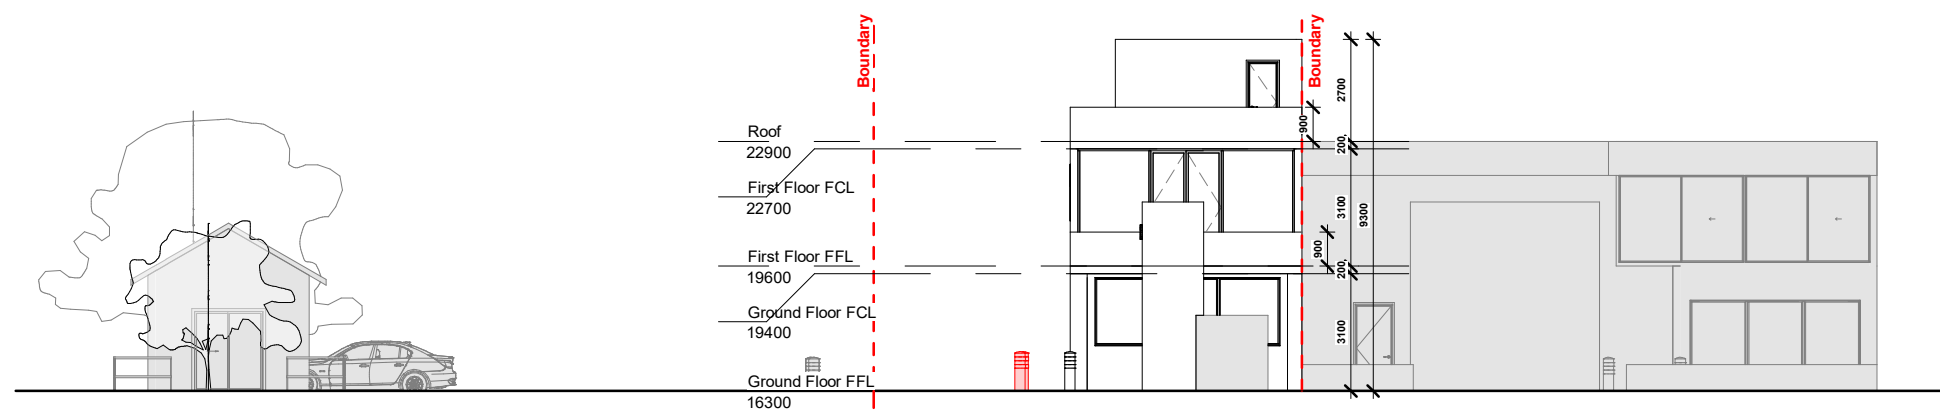 Boundary
Boundary
Roof
22900
First Floor FCL
22700
First Floor FFL
19600
Ground Floor FCL
19400
Ground Floor FFL
16300
2700
900
200,
3100
9300
900
200,
3100